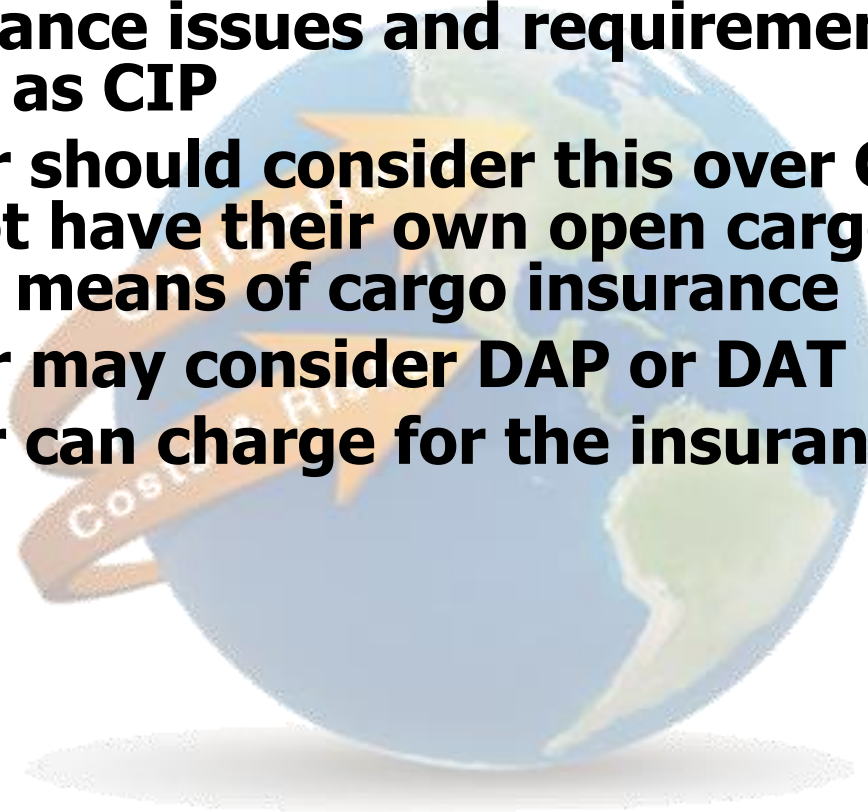 ance issues and requiremen
as CIP
r should consider this over
t have their own open carg
means of cargo insurance
r may consider DAP or DAT
r can charge for the insuran
Costs